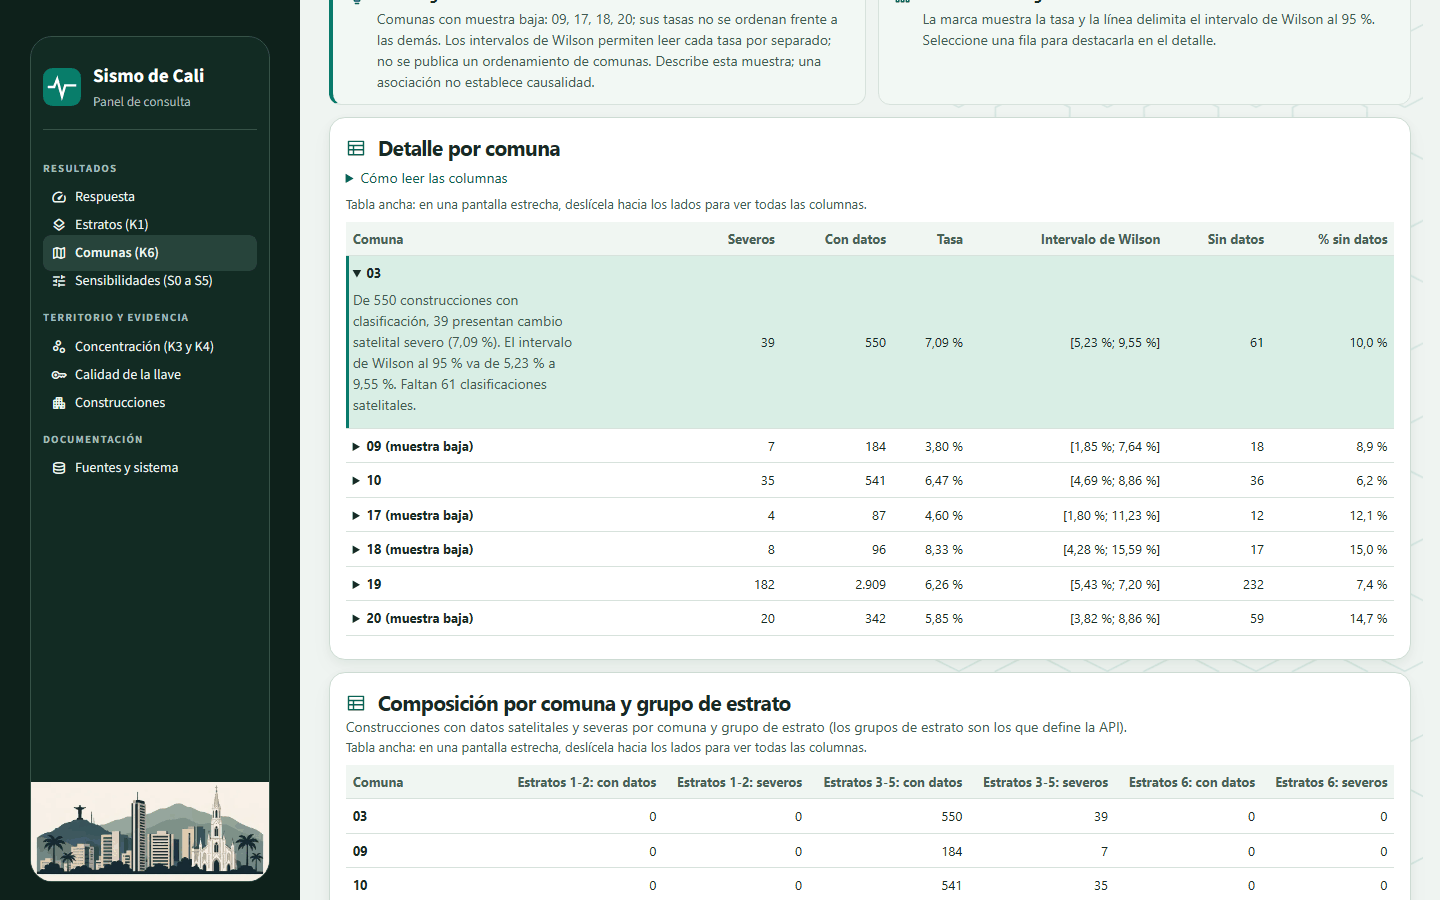 Sismo de Cali
Panel de consulta
RESULTADOS
Respuesta
Estratos (K1)
Comunas (K6)
Sensibilidades (S0 a S5)
TERRITORIO Y EVIDENCIA
Concentración (K3 y K4)
Calidad de la llave
Construcciones
DOCUMENTACIÓN
Fuentes y sistema
Comunas con muestra baja: 09, 17, 18, 20; sus tasas no se ordenan frente a
las demás. Los intervalos de Wilson permiten leer cada tasa por separado;
no se publica un ordenamiento de comunas. Describe esta muestra; una
asociación no establece causalidad.
La marca muestra la tasa y la línea delimita el intervalo de Wilson al 95 %.
Seleccione una fila para destacarla en el detalle.
Detalle por comuna
Cómo leer las columnas
Tabla ancha: en una pantalla estrecha, deslícela hacia los lados para ver todas las columnas.
Comuna Severos Con datos Tasa Intervalo de Wilson Sin datos % sin datos
03
De 550 construcciones con
clasificación, 39 presentan cambio
satelital severo (7,09 %). El intervalo
de Wilson al 95 % va de 5,23 % a
9,55 %. Faltan 61 clasificaciones
satelitales.
39 550 7,09 % [5,23 %; 9,55 %] 61 10,0 %
09 (muestra baja) 7 184 3,80 % [1,85 %; 7,64 %] 18 8,9 %
10 35 541 6,47 % [4,69 %; 8,86 %] 36 6,2 %
17 (muestra baja) 4 87 4,60 % [1,80 %; 11,23 %] 12 12,1 %
18 (muestra baja) 8 96 8,33 % [4,28 %; 15,59 %] 17 15,0 %
19 182 2.909 6,26 % [5,43 %; 7,20 %] 232 7,4 %
20 (muestra baja) 20 342 5,85 % [3,82 %; 8,86 %] 59 14,7 %
Composición por comuna y grupo de estrato
Construcciones con datos satelitales y severas por comuna y grupo de estrato (los grupos de estrato son los que define la API).
Tabla ancha: en una pantalla estrecha, deslícela hacia los lados para ver todas las columnas.
Comuna Estratos 1-2: con datos Estratos 1-2: severos Estratos 3-5: con datos Estratos 3-5: severos Estratos 6: con datos Estratos 6: severos
03 0 0 550 39 0 0
09 0 0 184 7 0 0
10 0 0 541 35 0 0